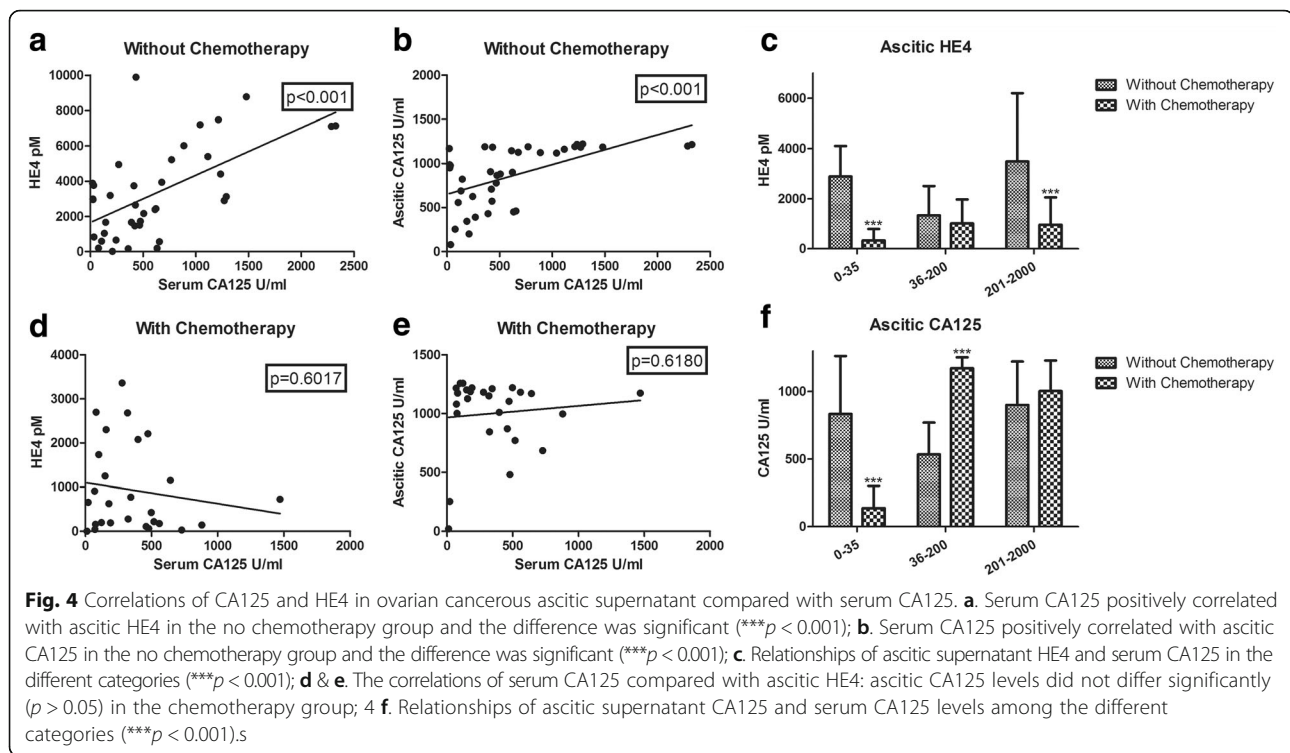 a
Without Chemotherapy
10000
8000
6000
4000
2000
0
HE4 pM
p<0.001
0 500 1000 1500 2000 2500
Serum CA125 U/ml
b
Without Chemotherapy
2000
1500
1000
500
0
Ascitic CA125 U/ml
p<0.001
0 500 1000 1500 2000 2500
Serum CA125 U/ml
c
Ascitic HE4
6000
4000
2000
0
HE4 pM
***
***
0-35 36-200 201-2000
Without Chemotherapy
With Chemotherapy
d
With Chemotherapy
4000
3000
2000
1000
0
HE4 pM
p=0.6017
0 500 1000 1500 2000
Serum CA125 U/ml
e
With Chemotherapy
1500
1000
500
0
Ascitic CA125 U/ml
p=0.6180
0 500 1000 1500 2000
Serum CA125 U/ml
f
Ascitic CA125
1000
500
0
CA125 U/ml
***
***
0-35 36-200 201-2000
Without Chemotherapy
With Chemotherapy
Fig. 4 Correlations of CA125 and HE4 in ovarian cancerous ascitic supernatant compared with serum CA125. a. Serum CA125 positively correlated
with ascitic HE4 in the no chemotherapy group and the difference was significant (***p < 0.001); b. Serum CA125 positively correlated with ascitic
CA125 in the no chemotherapy group and the difference was significant (***p < 0.001); c. Relationships of ascitic supernatant HE4 and serum CA125 in the
different categories (***p < 0.001); d & e. The correlations of serum CA125 compared with ascitic HE4: ascitic CA125 levels did not differ significantly
(p > 0.05) in the chemotherapy group; 4 f. Relationships of ascitic supernatant CA125 and serum CA125 levels among the different
categories (***p < 0.001).s